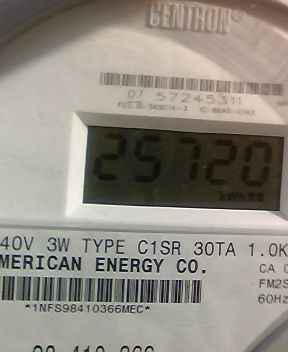 CENTRON®
07 57245311
25720
kWh
40V 3W TYPE C1SR 30TA 1.0K
MERICAN ENERGY CO.
CA 0
FM2S
60Hz
*1NFS98410366MEC*